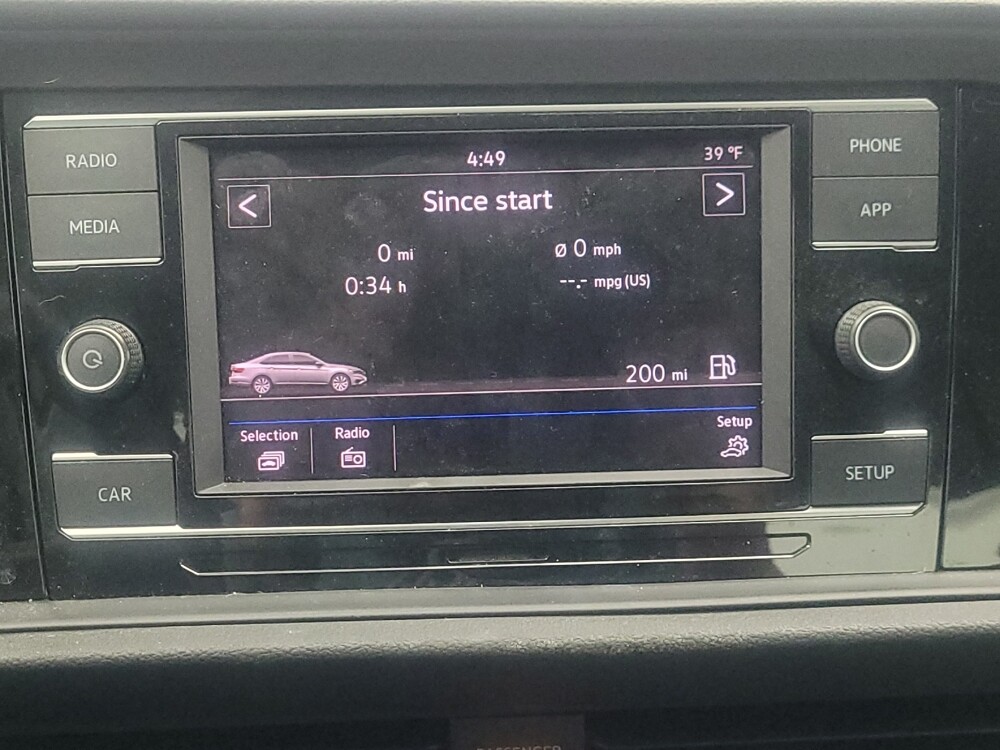 RADIO
MEDIA
CAR
4:49
39 °F
<
Since start
>
0 mi
Ø 0 mph
0:34 h
--.- mpg (US)
200 mi
Selection
Radio
Setup
PHONE
APP
SETUP
PASSENGER